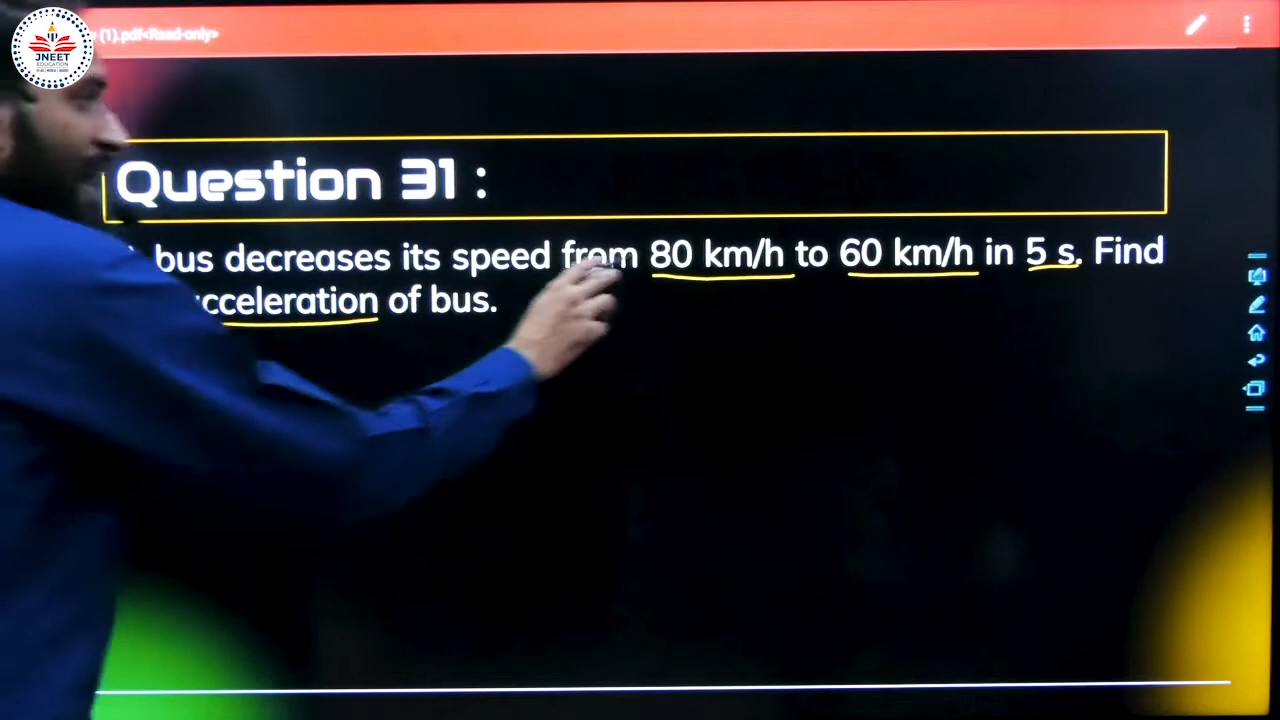 JNEET
EDUCATION
(1).pdf<Read-only>
Question 31 :
bus decreases its speed from 80 km/h to 60 km/h in 5 s. Find
acceleration of bus.